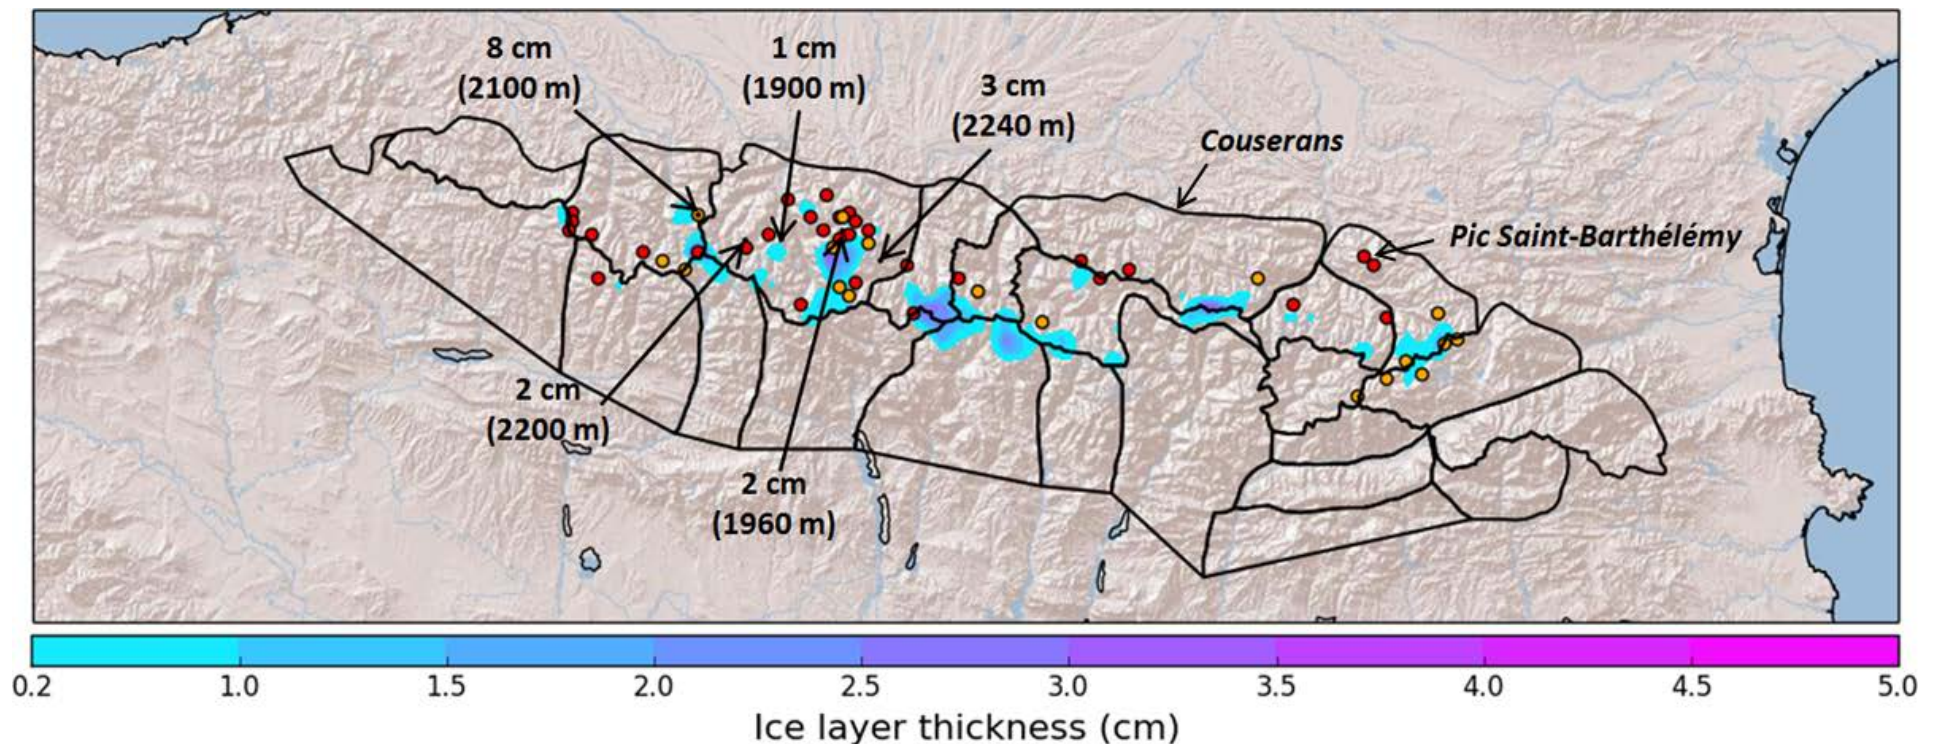 8 cm
(2100 m)
1 cm
(1900 m)
3 cm
(2240 m)
Couserans
Pic Saint-Barthélémy
2 cm
(2200 m)
2 cm
(1960 m)
0.2 1.0 1.5 2.0 2.5 3.0 3.5 4.0 4.5 5.0
Ice layer thickness (cm)